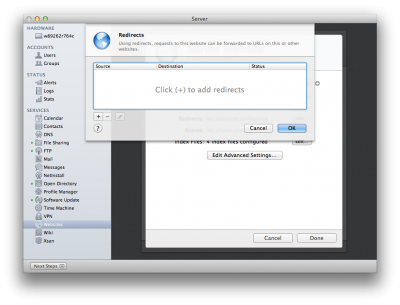 Server
HARDWARE
w89262r764c
ACCOUNTS
Users
Groups
STATUS
Alerts
Logs
Stats
SERVICES
Calendar
Contacts
DNS
File Sharing
FTP
Mail
Messages
NetInstall
Open Directory
Profile Manager
Software Update
Time Machine
VPN
Websites
Wiki
Xsan
Next Steps
Redirects
Using redirects, requests to this website can be forwarded to URLs on this or other websites.
Source Destination Status
Click (+) to add redirects
+ − 
?
Cancel OK
Index Files: 4 index files configured
Edit Advanced Settings...
Cancel Done